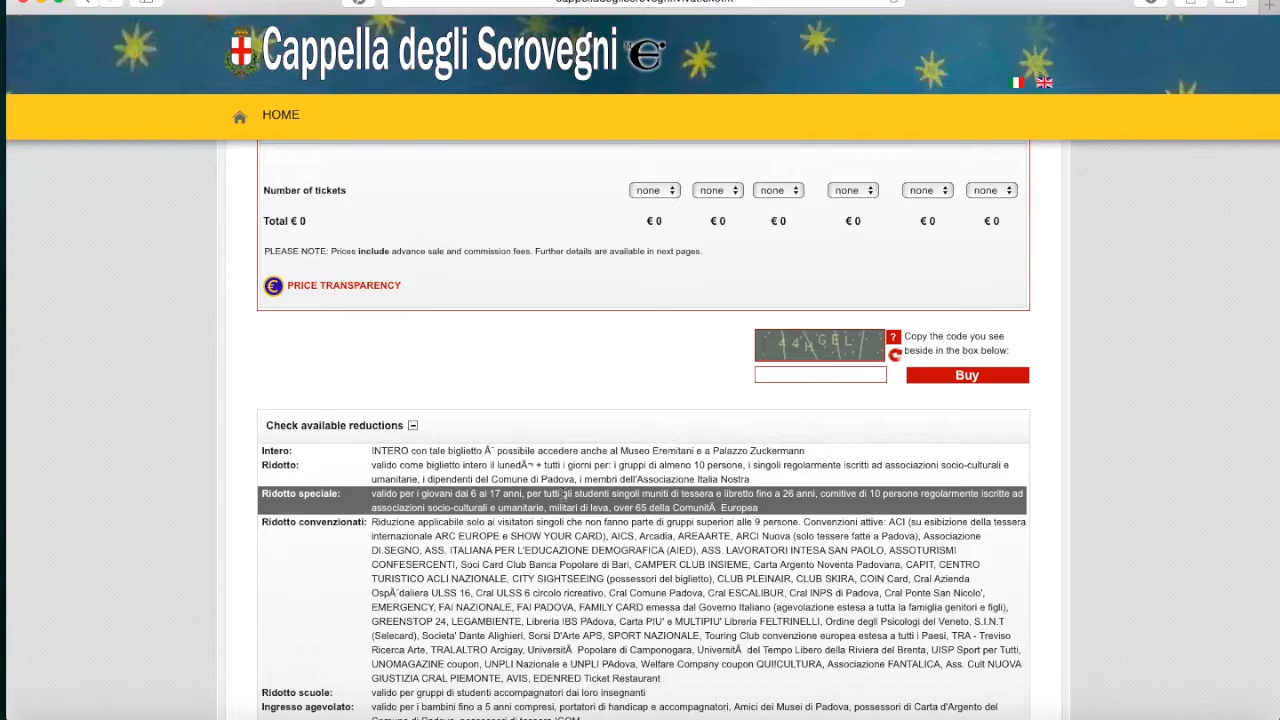 Cappella degli Scrovegni
HOME
Number of tickets none none none none none none
Total € 0 € 0 € 0 € 0 € 0 € 0 € 0
PLEASE NOTE: Prices include advance sale and commission fees. Further details are available in next pages.
€ PRICE TRANSPARENCY
44HGEL ? Copy the code you see
beside in the box below:
Buy
Check available reductions
Intero: INTERO con tale biglietto Ã¨ possibile accedere anche al Museo Eremitani e a Palazzo Zuckermann
Ridotto: valido come biglietto intero il lunedÃ¬ + tutti i giorni per: i gruppi di almeno 10 persone, i singoli regolarmente iscritti ad associazioni socio-culturali e
umanitarie, i dipendenti del Comune di Padova, i membri dell'Associazione Italia Nostra
Ridotto speciale: valido per i giovani dai 6 ai 17 anni, per tutti gli studenti singoli muniti di tessera e libretto fino a 26 anni, comitive di 10 persone regolarmente iscritte ad
associazioni socio-culturali e umanitarie, militari di leva, over 65 della ComunitÃ Europea
Ridotto convenzionati: Riduzione applicabile solo ai visitatori singoli che non fanno parte di gruppi superiori alle 9 persone. Convenzioni attive: ACI (su esibizione della tessera
internazionale ARC EUROPE e SHOW YOUR CARD), AICS, Arcadia, AREAARTE, ARCI Nuova (solo tessere fatte a Padova), Associazione
DI.SEGNO, ASS. ITALIANA PER L'EDUCAZIONE DEMOGRAFICA (AIED), ASS. LAVORATORI INTESA SAN PAOLO, ASSOTURISMI
CONFESERCENTI, Soci Card Club Banca Popolare di Bari, CAMPER CLUB INSIEME, Carta Argento Noventa Padovana, CAPIT, CENTRO
TURISTICO ACLI NAZIONALE, CITY SIGHTSEEING (possessori del biglietto), CLUB PLEINAIR, CLUB SKIRA, COIN Card, Cral Azienda
OspÃ¨daliera ULSS 16, Cral ULSS 6 circolo ricreativo, Cral Comune Padova, Cral ESCALIBUR, Cral INPS di Padova, Cral Ponte San Nicolo',
EMERGENCY, FAI NAZIONALE, FAI PADOVA, FAMILY CARD emessa dal Governo Italiano (agevolazione estesa a tutta la famiglia genitori e figli),
GREENSTOP 24, LEGAMBIENTE, Libreria IBS PAdova, Carta PIU' e MULTIPIU' Libreria FELTRINELLI, Ordine degli Psicologi del Veneto, S.I.N.T
(Selecard), Societa' Dante Alighieri, Sorsi D'Arte APS, SPORT NAZIONALE, Touring Club convenzione europea estesa a tutti i Paesi, TRA - Treviso
Ricerca Arte, TRALALTRO Arcigay, UniversitÃ Popolare di Camponogara, UniversitÃ del Tempo Libero della Riviera del Brenta, UISP Sport per Tutti,
UNOMAGAZINE coupon, UNPLI Nazionale e UNPLI PAdova, Welfare Company coupon QUI!CULTURA, Associazione FANTALICA, Ass. Cult NUOVA
GIUSTIZIA CRAL PIEMONTE, AVIS, EDENRED Ticket Restaurant
Ridotto scuole: valido per gruppi di studenti accompagnatori dai loro insegnanti
Ingresso agevolato: valido per i bambini fino a 5 anni compresi, portatori di handicap e accompagnatori, Amici dei Musei di Padova, possessori di Carta d'Argento del